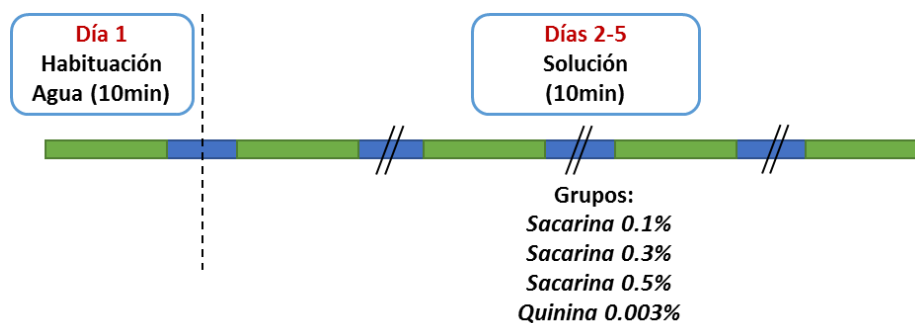 Día 1
Habituación
Agua (10min)
Días 2-5
Solución
(10min)
Grupos:
Sacarina 0.1%
Sacarina 0.3%
Sacarina 0.5%
Quinina 0.003%